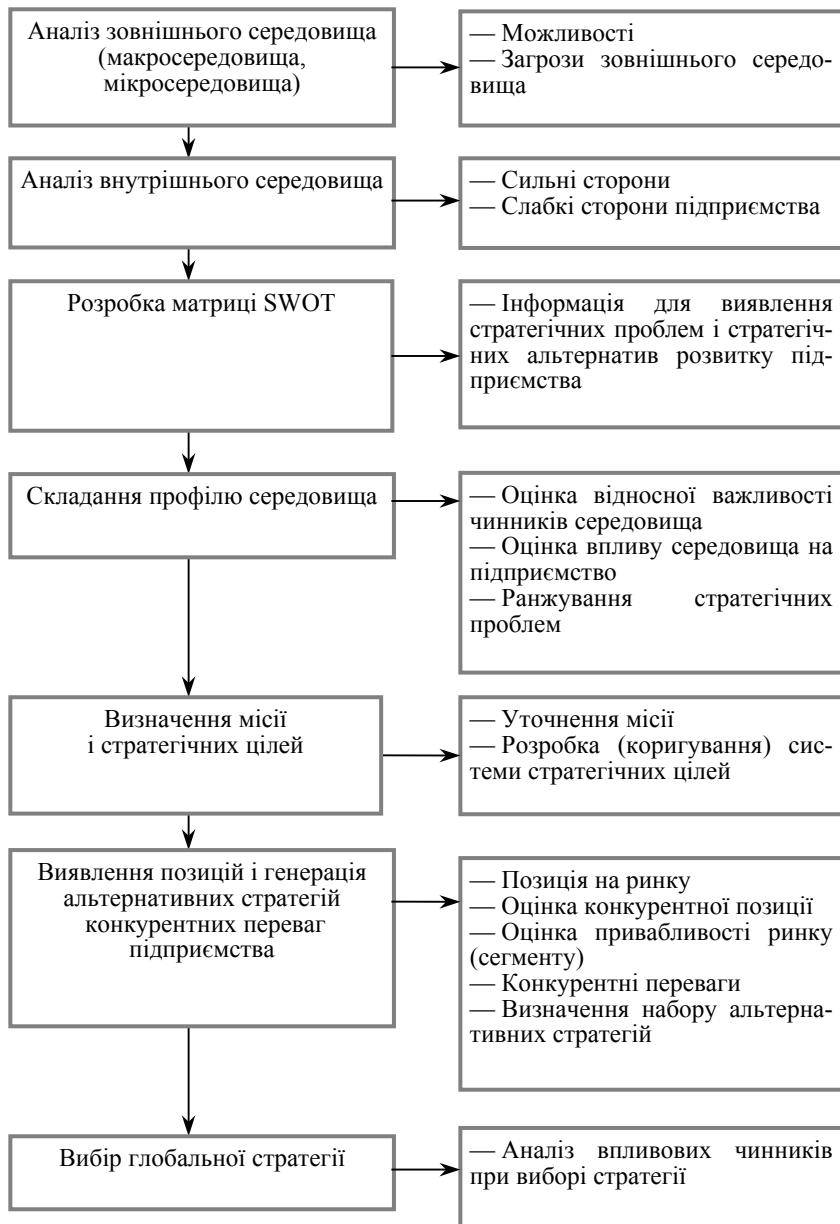 Аналіз зовнішнього середовища
(макросередовища,
мікросередовища)
— Можливості
— Загрози зовнішнього середо-
вища
Аналіз внутрішнього середовища
— Сильні сторони
— Слабкі сторони підприємства
Розробка матриці SWOT
— Інформація для виявлення
стратегічних проблем і стратегіч-
них альтернатив розвитку під-
приємства
Складання профілю середовища
— Оцінка відносної важливості
чинників середовища
— Оцінка впливу середовища на
підприємство
— Ранжування стратегічних
проблем
Визначення місії
і стратегічних цілей
— Уточнення місії
— Розробка (коригування) сис-
теми стратегічних цілей
Виявлення позицій і генерація
альтернативних стратегій
конкурентних переваг
підприємства
— Позиція на ринку
— Оцінка конкурентної позиції
— Оцінка привабливості ринку
(сегменту)
— Конкурентні переваги
— Визначення набору альтерна-
тивних стратегій
Вибір глобальної стратегії
— Аналіз впливових чинників
при виборі стратегії